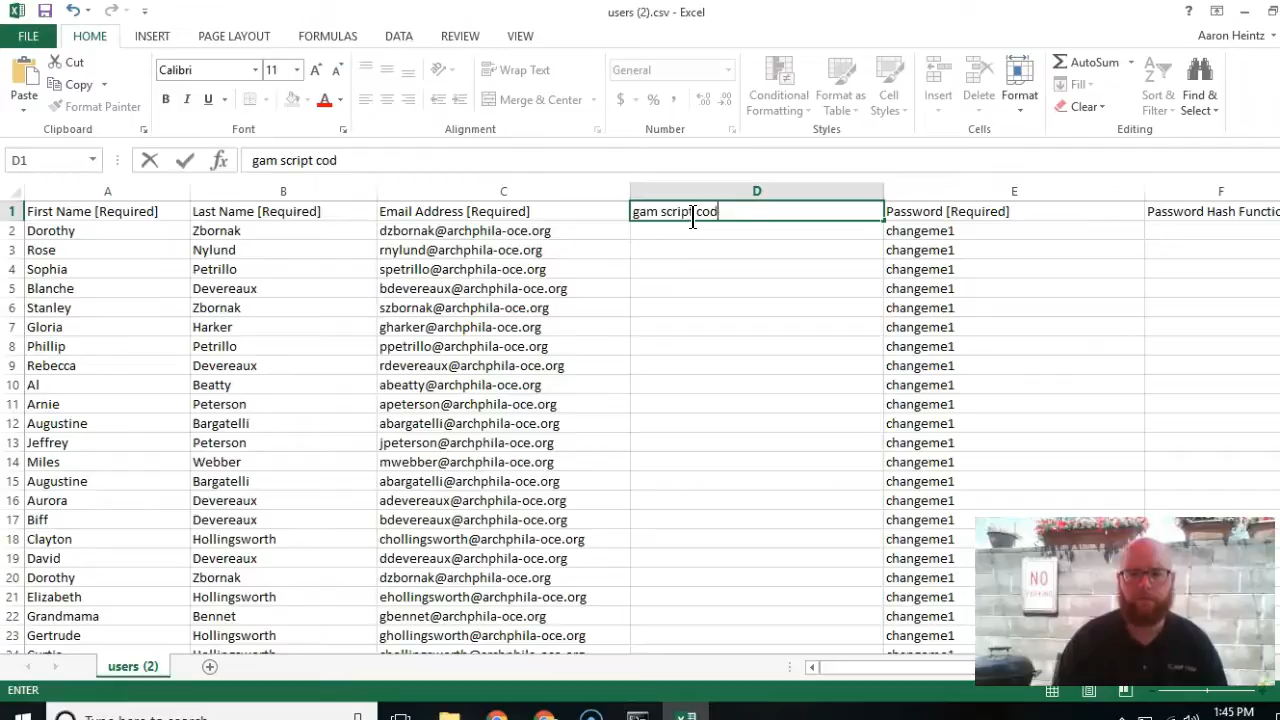 users (2).csv - Excel
?
FILE HOME INSERT PAGE LAYOUT FORMULAS DATA REVIEW VIEW Aaron Heintz
Paste Cut Copy Format Painter Clipboard
Calibri 11 A A B I U A Font
Wrap Text Merge & Center Alignment
General $ % Number
Conditional Formatting Format as Table Cell Styles Styles
Insert Delete Format Cells
AutoSum Fill Clear Sort & Filter Find & Select Editing
D1 fx gam script cod
A B C D E F
1 First Name [Required] Last Name [Required] Email Address [Required] gam script cod Password [Required] Password Hash Functio
2 Dorothy Zbornak dzbornak@archphila-oce.org changeme1
3 Rose Nylund rnylund@archphila-oce.org changeme1
4 Sophia Petrillo spetrillo@archphila-oce.org changeme1
5 Blanche Devereaux bdevereaux@archphila-oce.org changeme1
6 Stanley Zbornak szbornak@archphila-oce.org changeme1
7 Gloria Harker gharker@archphila-oce.org changeme1
8 Phillip Petrillo ppetrillo@archphila-oce.org changeme1
9 Rebecca Devereaux rdevereaux@archphila-oce.org changeme1
10 Al Beatty abeatty@archphila-oce.org changeme1
11 Arnie Peterson apeterson@archphila-oce.org changeme1
12 Augustine Bargatelli abargatelli@archphila-oce.org changeme1
13 Jeffrey Peterson jpeterson@archphila-oce.org changeme1
14 Miles Webber mwebber@archphila-oce.org changeme1
15 Augustine Bargatelli abargatelli@archphila-oce.org changeme1
16 Aurora Devereaux adevereaux@archphila-oce.org changeme1
17 Biff Devereaux bdevereaux@archphila-oce.org changeme1
18 Clayton Hollingsworth chollingsworth@archphila-oce.org changeme1
19 David Devereaux ddevereaux@archphila-oce.org changeme1
20 Dorothy Zbornak dzbornak@archphila-oce.org changeme1
21 Elizabeth Hollingsworth ehollingsworth@archphila-oce.org changeme1
22 Grandmama Bennet gbennet@archphila-oce.org changeme1
23 Gertrude Hollingsworth ghollingsworth@archphila-oce.org changeme1
NO
users (2)
ENTER
Type here to search
1:45 PM